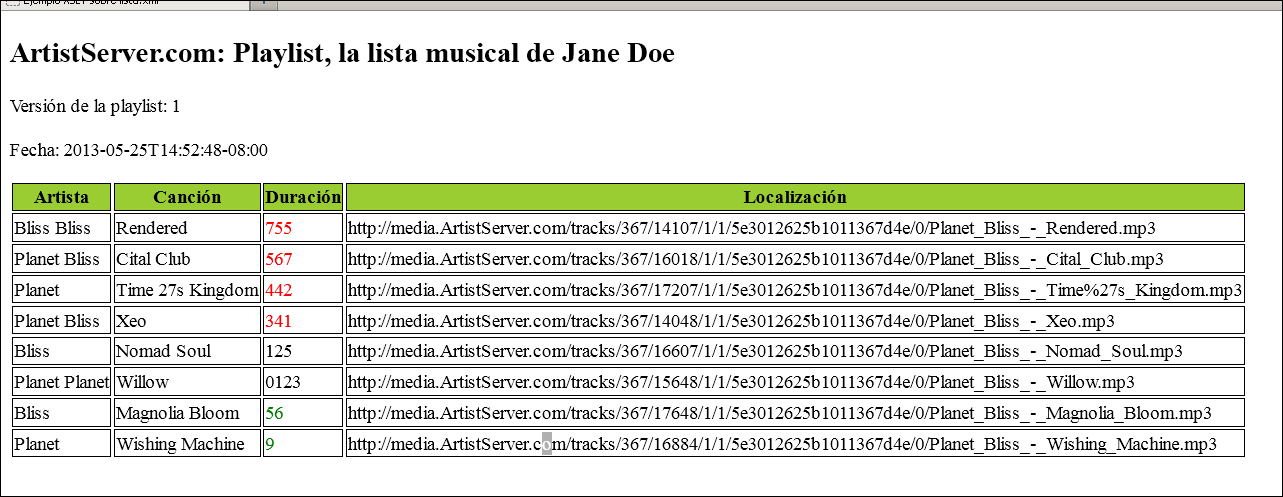 Ejemplo XSLT sobre lista.xml
ArtistServer.com: Playlist, la lista musical de Jane Doe
Versión de la playlist: 1
Fecha: 2013-05-25T14:52:48-08:00
Artista Canción Duración Localización
Bliss Bliss Rendered 755 http://media.ArtistServer.com/tracks/367/14107/1/1/5e3012625b1011367d4e/0/Planet_Bliss_-_Rendered.mp3
Planet Bliss Cital Club 567 http://media.ArtistServer.com/tracks/367/16018/1/1/5e3012625b1011367d4e/0/Planet_Bliss_-_Cital_Club.mp3
Planet Time 27s Kingdom 442 http://media.ArtistServer.com/tracks/367/17207/1/1/5e3012625b1011367d4e/0/Planet_Bliss_-_Time%27s_Kingdom.mp3
Planet Bliss Xeo 341 http://media.ArtistServer.com/tracks/367/14048/1/1/5e3012625b1011367d4e/0/Planet_Bliss_-_Xeo.mp3
Bliss Nomad Soul 125 http://media.ArtistServer.com/tracks/367/16607/1/1/5e3012625b1011367d4e/0/Planet_Bliss_-_Nomad_Soul.mp3
Planet Planet Willow 0123 http://media.ArtistServer.com/tracks/367/15648/1/1/5e3012625b1011367d4e/0/Planet_Bliss_-_Willow.mp3
Bliss Magnolia Bloom 56 http://media.ArtistServer.com/tracks/367/17648/1/1/5e3012625b1011367d4e/0/Planet_Bliss_-_Magnolia_Bloom.mp3
Planet Wishing Machine 9 http://media.ArtistServer.com/tracks/367/16884/1/1/5e3012625b1011367d4e/0/Planet_Bliss_-_Wishing_Machine.mp3